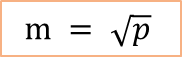 m = √p